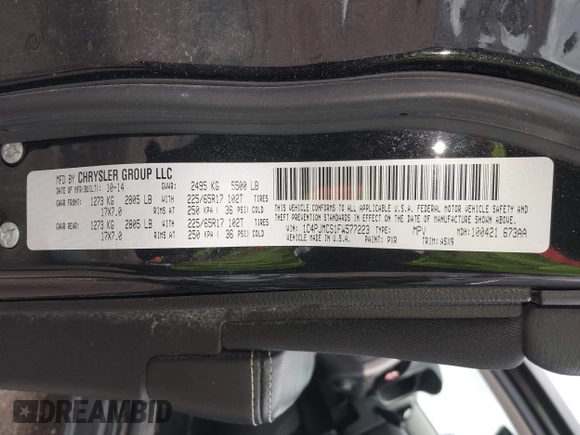 MFD BY CHRYSLER GROUP LLC
DATE OF MFR(BUILT): 10-14 GVWR: 2495 KG 5500 LB
GAWR FRONT: 1273 KG 2805 LB WITH 225/65R17 102T TIRES
17X7.0 RIMS AT 250 KPA ( 36 PSI) COLD
GAWR REAR: 1273 KG 2805 LB WITH 225/65R17 102T TIRES
17X7.0 RIMS AT 250 KPA ( 36 PSI) COLD
THIS VEHICLE CONFORMS TO ALL APPLICABLE U.S.A. FEDERAL MOTOR VEHICLE SAFETY AND
THEFT PREVENTION STANDARDS IN EFFECT ON THE DATE OF MANUFACTURE SHOWN ABOVE.
VIN: 1C4PJMCS1FW577223 TYPE: MPV MDH:100421 673AA
VEHICLE MADE IN U.S.A. PAINT: PXR TRIM: A5X9
DREAMBID